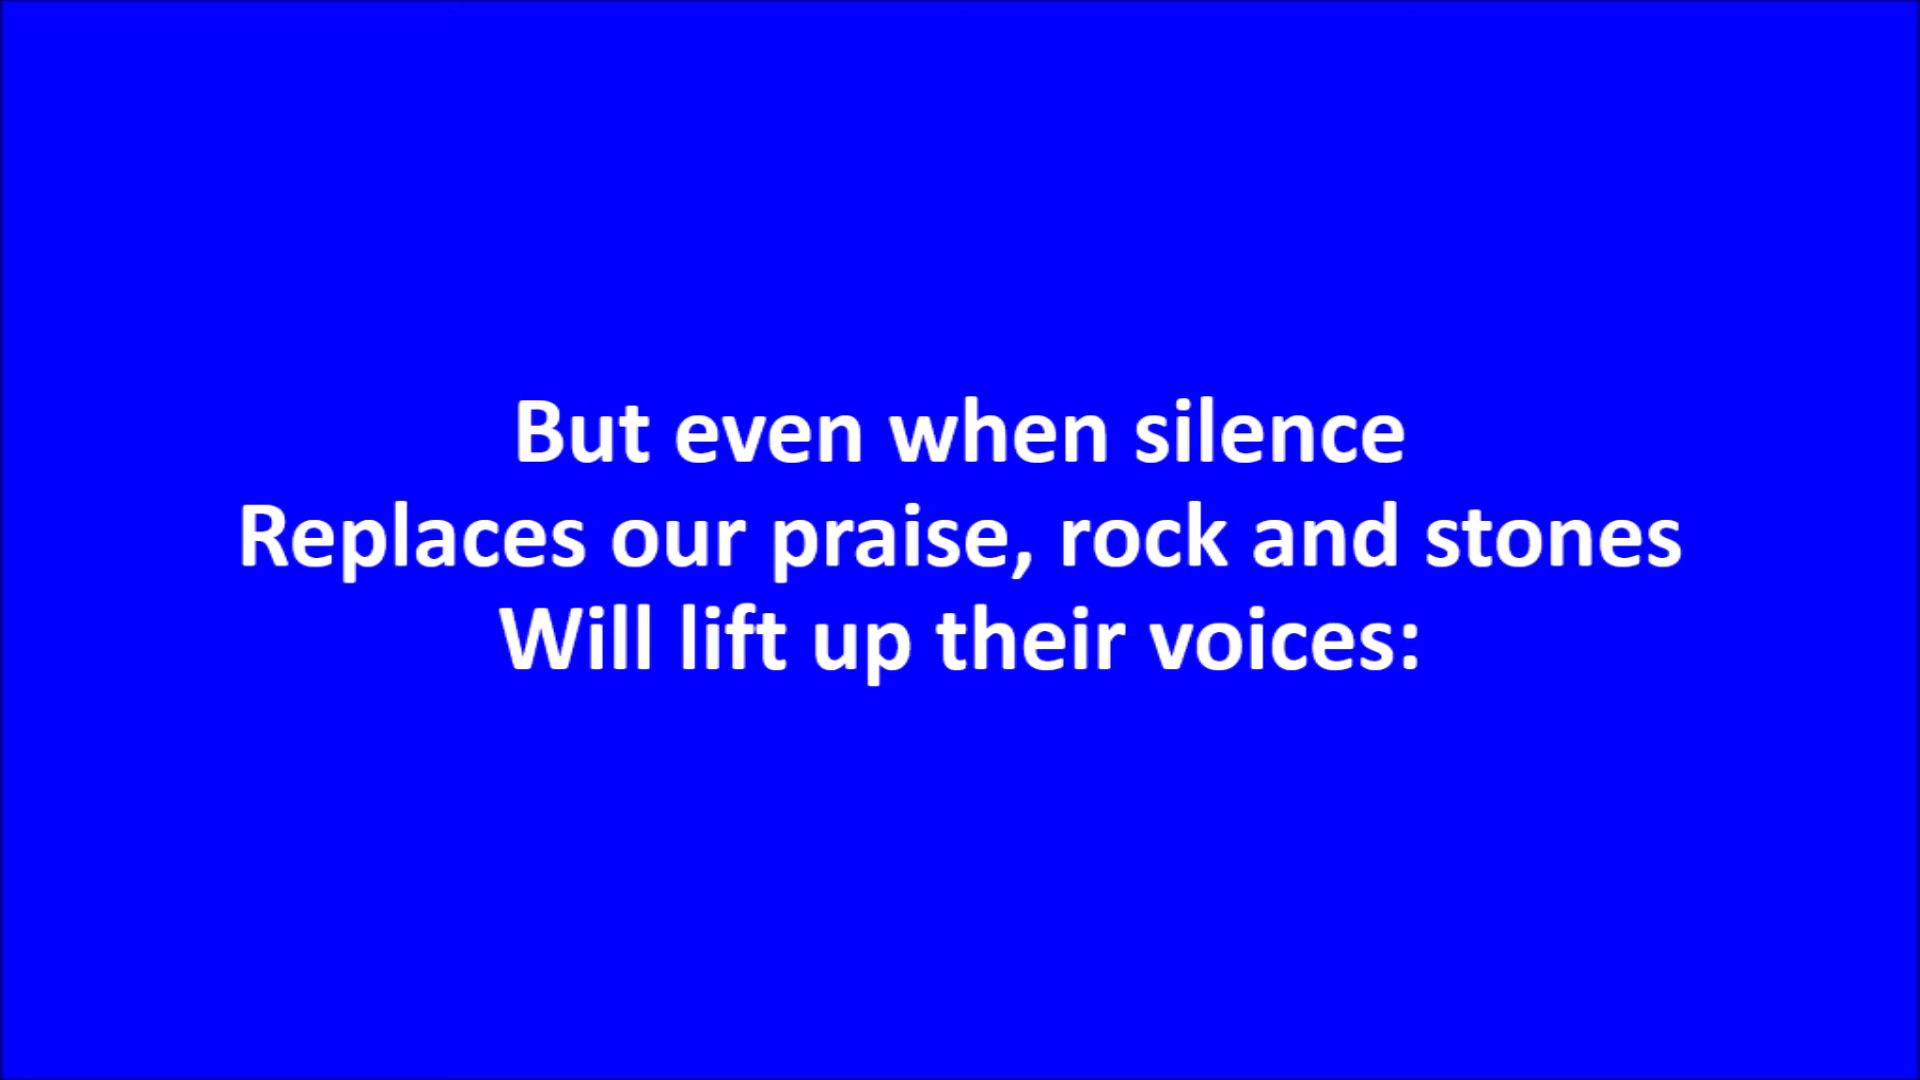 But even when silence
Replaces our praise, rock and stones
Will lift up their voices: